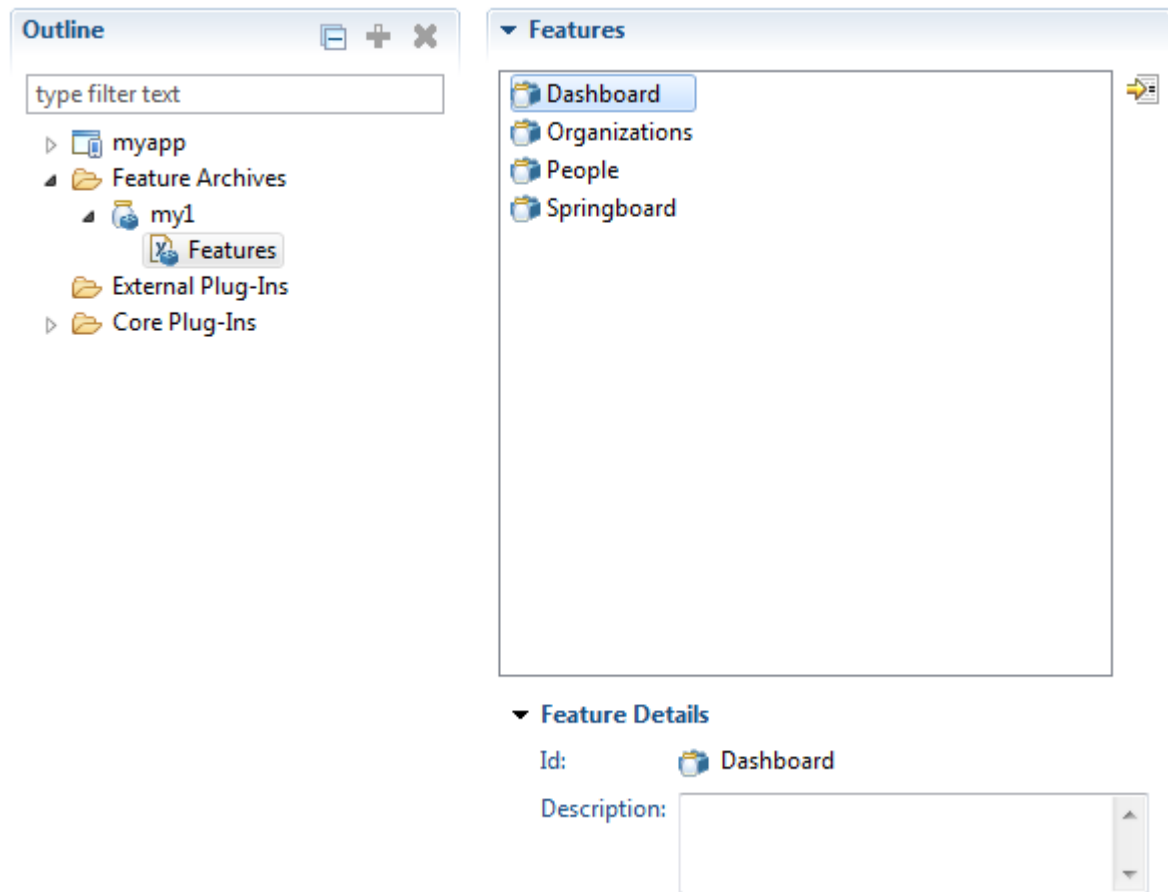 Outline
type filter text
myapp
Feature Archives
my1
Features
External Plug-Ins
Core Plug-Ins
Features
Dashboard
Organizations
People
Springboard
Feature Details
Id: Dashboard
Description: